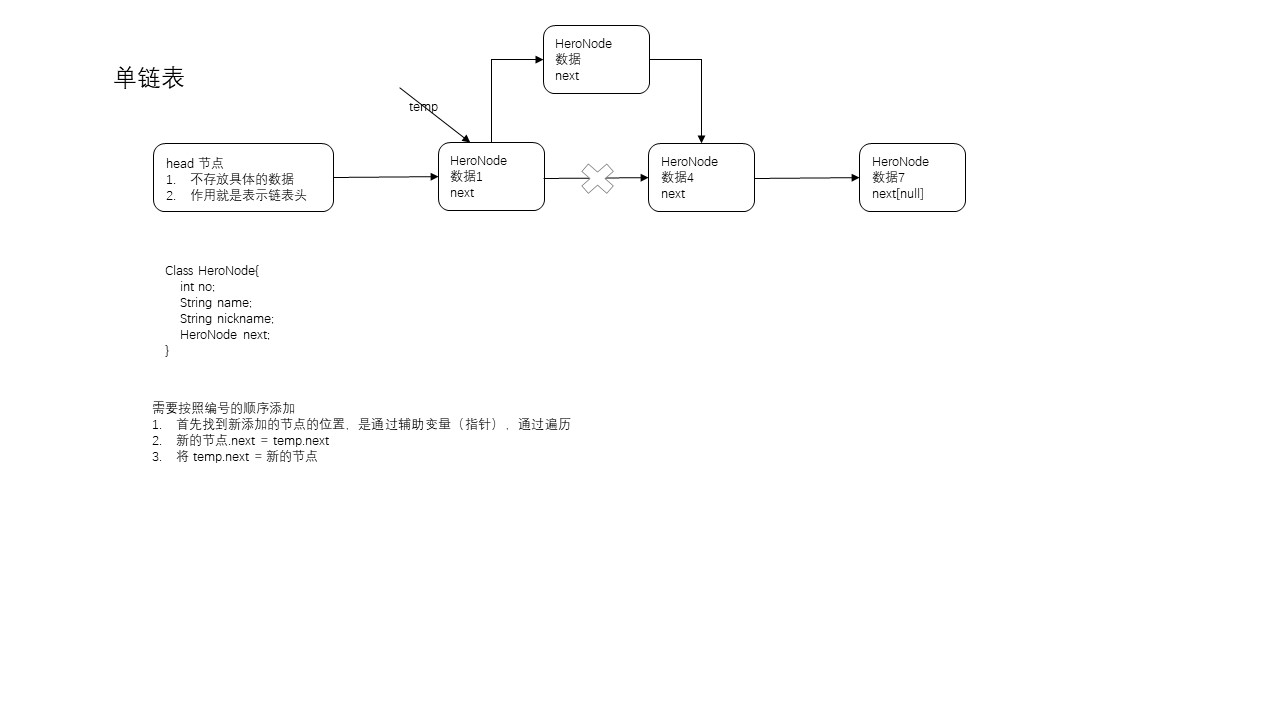 单链表
HeroNode
数据
next
temp
head 节点
1. 不存放具体的数据
2. 作用就是表示链表头
HeroNode
数据1
next
HeroNode
数据4
next
HeroNode
数据7
next[null]
Class HeroNode{
int no;
String name;
String nickname;
HeroNode next;
}
需要按照编号的顺序添加
1. 首先找到新添加的节点的位置, 是通过辅助变量（指针）, 通过遍历
2. 新的节点.next = temp.next
3. 将 temp.next = 新的节点